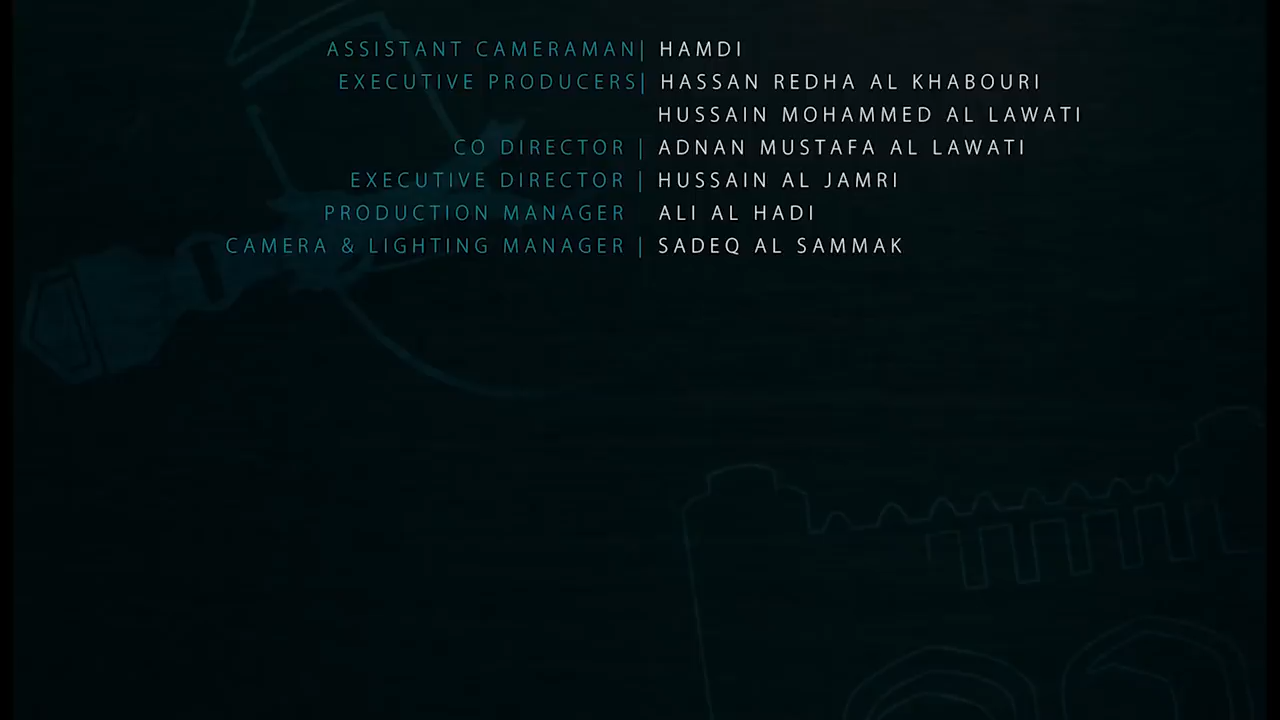 ASSISTANT CAMERAMAN| HAMDI
EXECUTIVE PRODUCERS| HASSAN REDHA AL KHABOURI
HUSSAIN MOHAMMED AL LAWATI
CO DIRECTOR | ADNAN MUSTAFA AL LAWATI
EXECUTIVE DIRECTOR | HUSSAIN AL JAMRI
PRODUCTION MANAGER ALI AL HADI
CAMERA & LIGHTING MANAGER | SADEQ AL SAMMAK